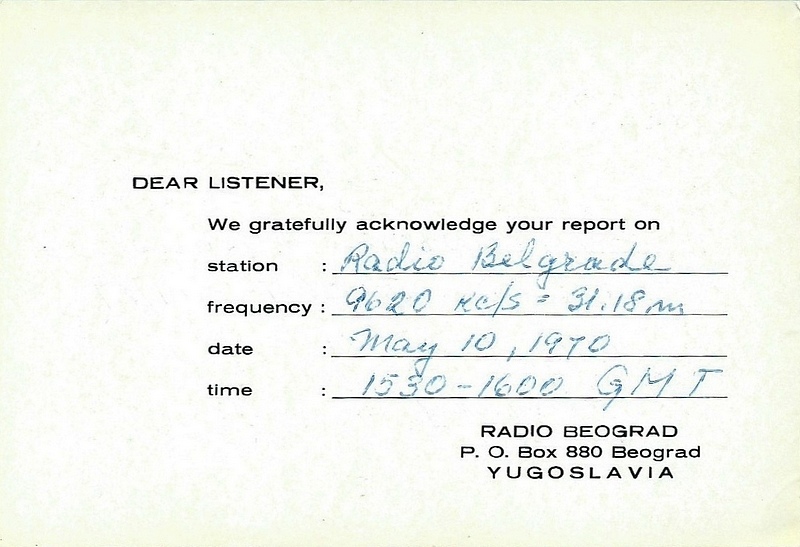 DEAR LISTENER,
We gratefully acknowledge your report on
station : Radio Belgrade
frequency : 9620 kc/s = 31.18 m
date : May 10, 1970
time : 1530-1600 GMT
RADIO BEOGRAD
P. O. Box 880 Beograd
YUGOSLAVIA